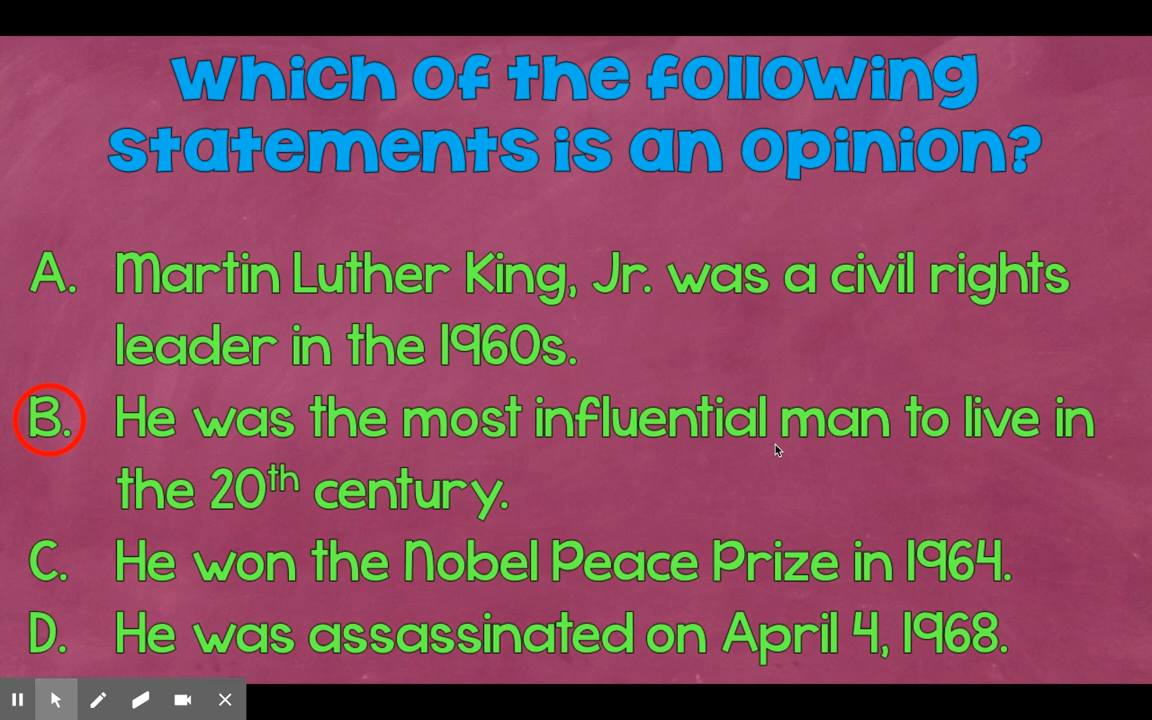 Which of the following
statements is an opinion?
A. Martin Luther King, Jr. was a civil rights
leader in the 1960s.
B. He was the most influential man to live in
the 20th century.
C. He won the Nobel Peace Prize in 1964.
D. He was assassinated on April 4, 1968.